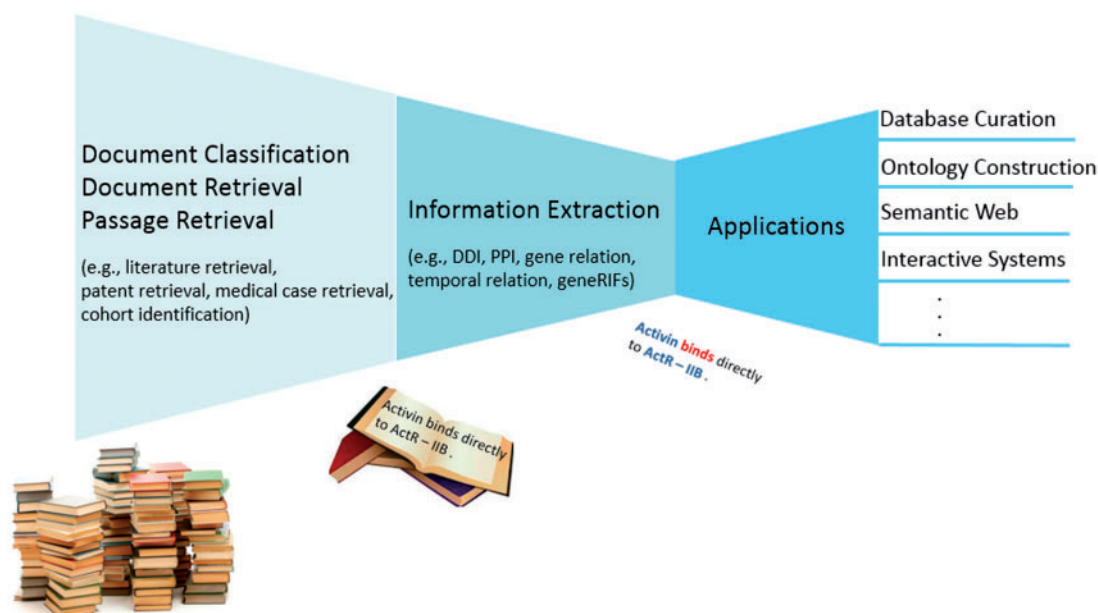 Document Classification
Document Retrieval
Passage Retrieval
(e.g., literature retrieval,
patent retrieval, medical case retrieval,
cohort identification)
Information Extraction
(e.g., DDI, PPI, gene relation,
temporal relation, geneRIFs)
Applications
Database Curation
Ontology Construction
Semantic Web
Interactive Systems
.
.
.
Activin binds directly
to ActR – IIB .
Activin binds directly
to ActR – IIB .